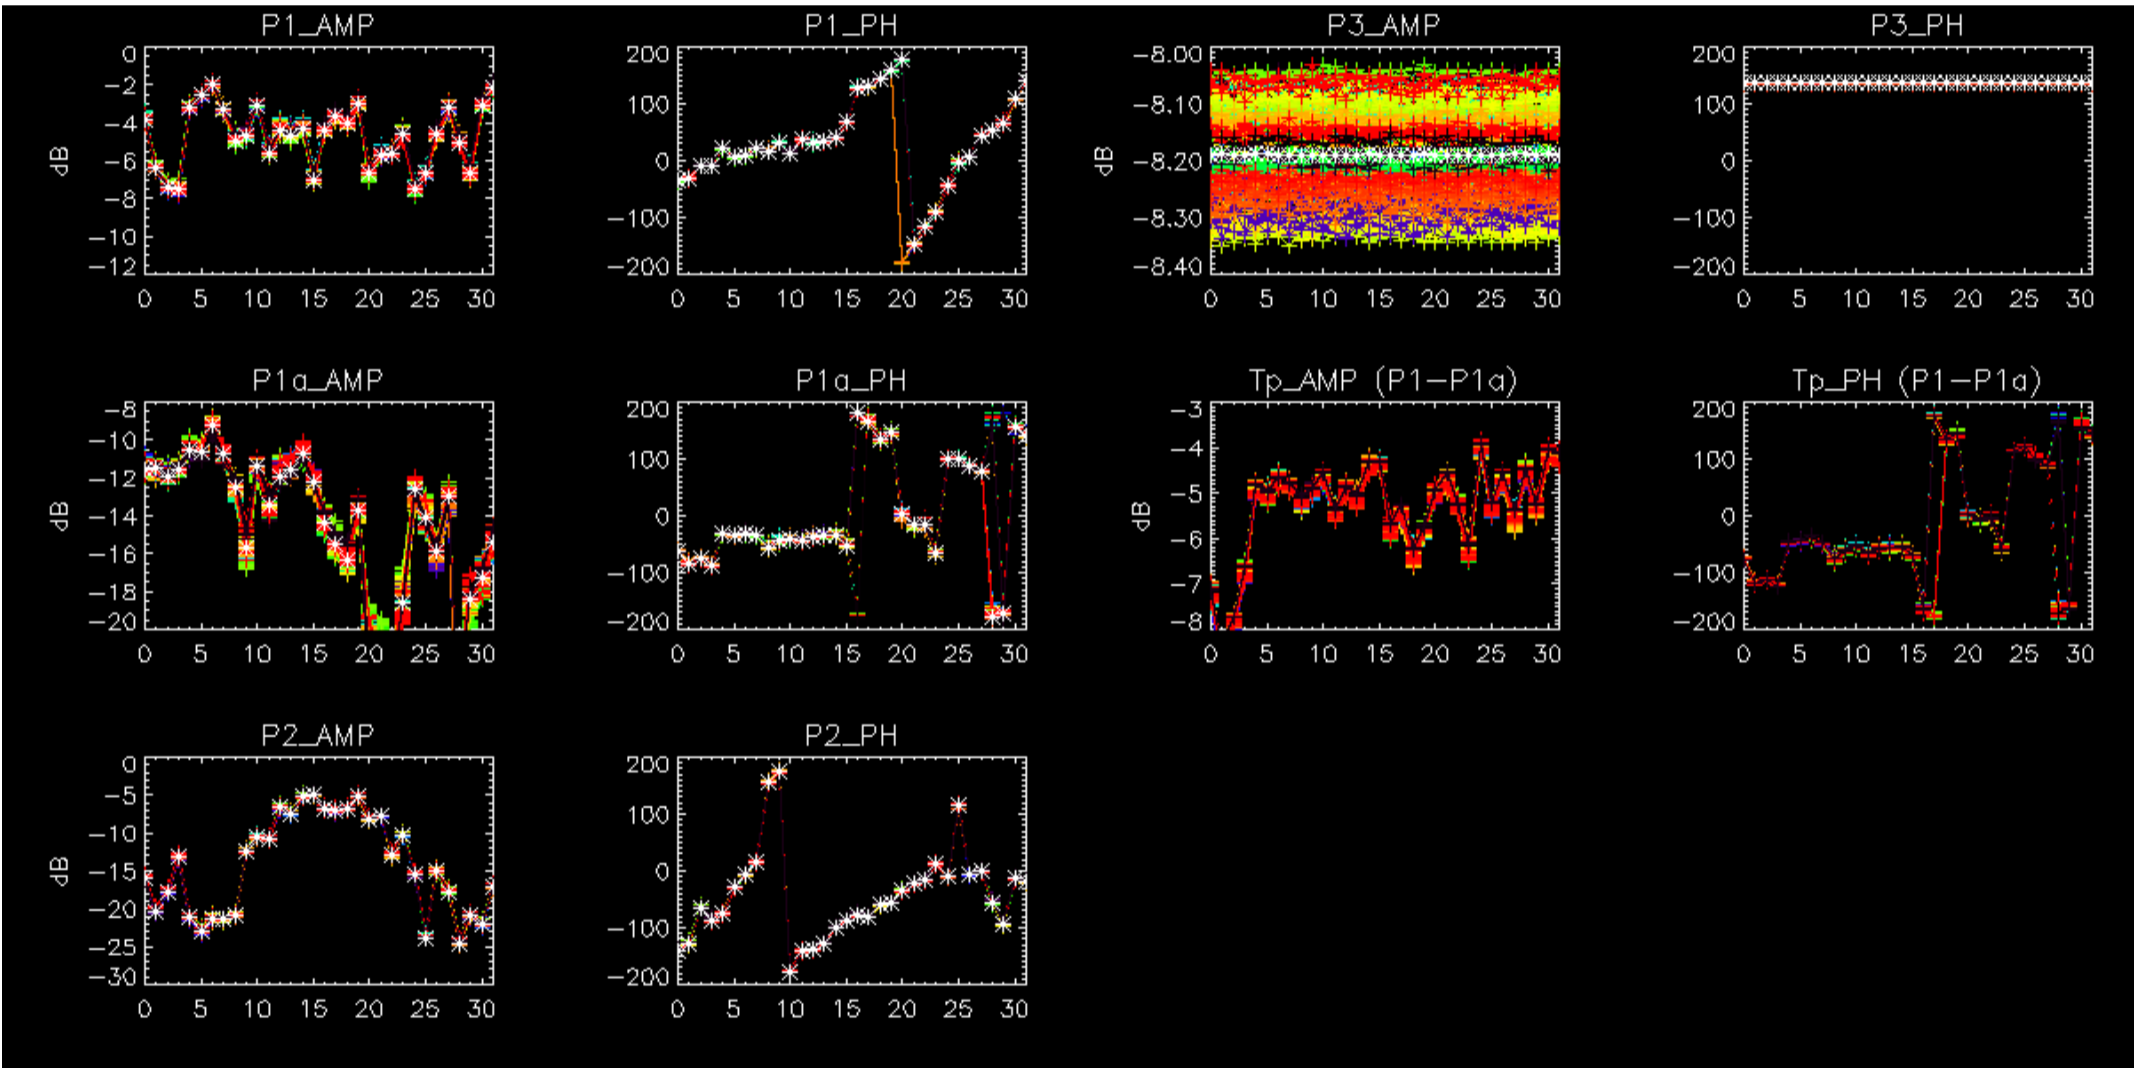 P1_AMP
0
−2
−4
−6
−8
−10
−12
dB
0 5 10 15 20 25 30
P1_PH
200
100
0
−100
−200
0 5 10 15 20 25 30
P3_AMP
−8.00
−8.10
−8.20
−8.30
−8.40
dB
0 5 10 15 20 25 30
P3_PH
200
100
0
−100
−200
0 5 10 15 20 25 30
P1a_AMP
−8
−10
−12
−14
−16
−18
−20
dB
0 5 10 15 20 25 30
P1a_PH
200
100
0
−100
−200
0 5 10 15 20 25 30
Tp_AMP (P1−P1a)
−3
−4
−5
−6
−7
−8
dB
0 5 10 15 20 25 30
Tp_PH (P1−P1a)
200
100
0
−100
−200
0 5 10 15 20 25 30
P2_AMP
0
−5
−10
−15
−20
−25
−30
dB
0 5 10 15 20 25 30
P2_PH
200
100
0
−100
−200
0 5 10 15 20 25 30